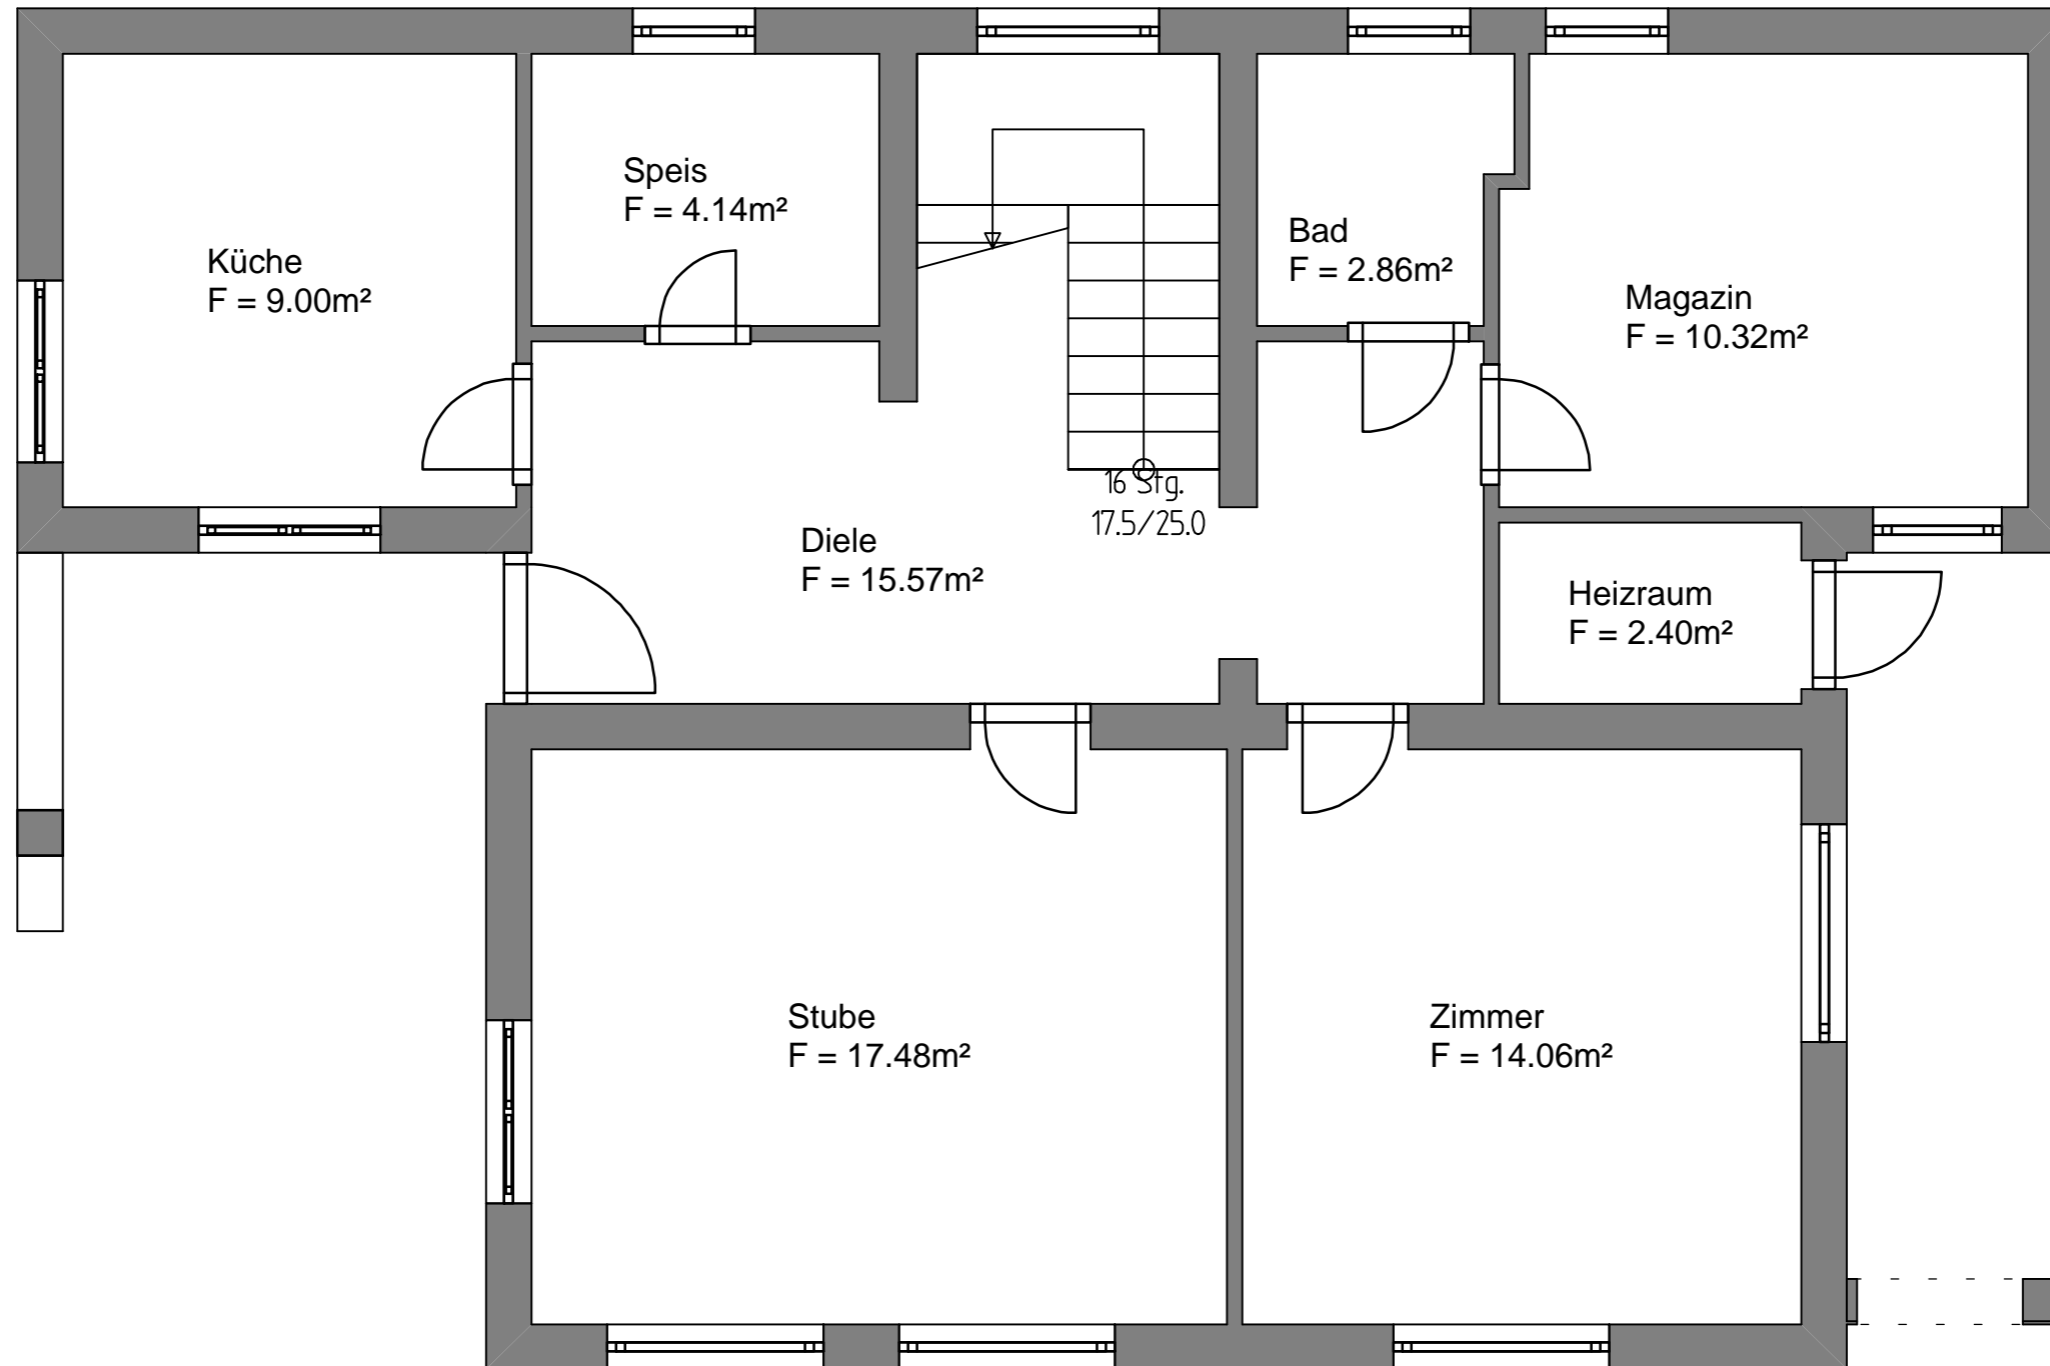 Speis
F = 4.14m²
Küche
F = 9.00m²
Bad
F = 2.86m²
Magazin
F = 10.32m²
16 Stg.
17.5/25.0
Diele
F = 15.57m²
Heizraum
F = 2.40m²
Stube
F = 17.48m²
Zimmer
F = 14.06m²